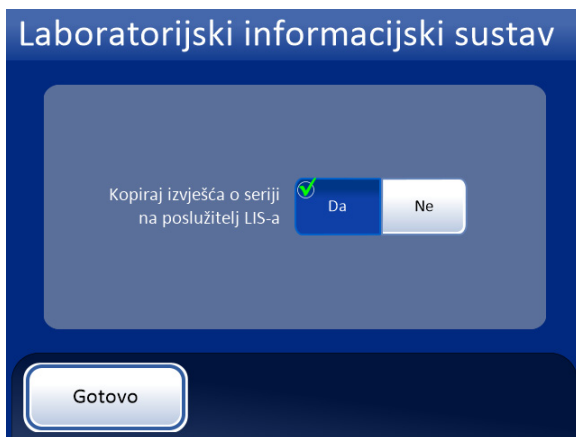 Laboratorijski informacijski sustav
Kopiraj izvješća o seriji
na poslužitelj LIS-a
Da
Ne
Gotovo